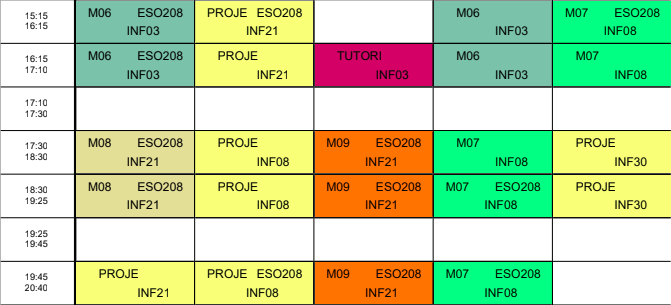 15:15
16:15
M06 ESO208
INF03
PROJE ESO208
INF21
M06
INF03
M07 ESO208
INF08
16:15
17:10
M06 ESO208
INF03
PROJE
INF21
TUTORI
INF03
M06
INF03
M07
INF08
17:10
17:30
17:30
18:30
M08 ESO208
INF21
PROJE
INF08
M09 ESO208
INF21
M07
INF08
PROJE
INF30
18:30
19:25
M08 ESO208
INF21
PROJE
INF08
M09 ESO208
INF21
M07 ESO208
INF08
PROJE
INF30
19:25
19:45
19:45
20:40
PROJE
INF21
PROJE ESO208
INF08
M09 ESO208
INF21
M07 ESO208
INF08